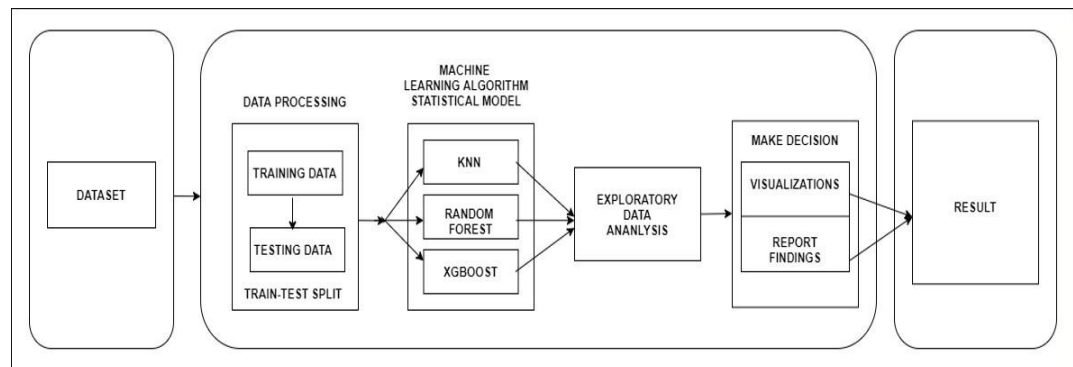 DATASET
DATA PROCESSING
TRAINING DATA
TESTING DATA
TRAIN-TEST SPLIT
MACHINE
LEARNING ALGORITHM
STATISTICAL MODEL
KNN
RANDOM
FOREST
XGBOOST
EXPLORATORY
DATA
ANANLYSIS
MAKE DECISION
VISUALIZATIONS
REPORT
FINDINGS
RESULT